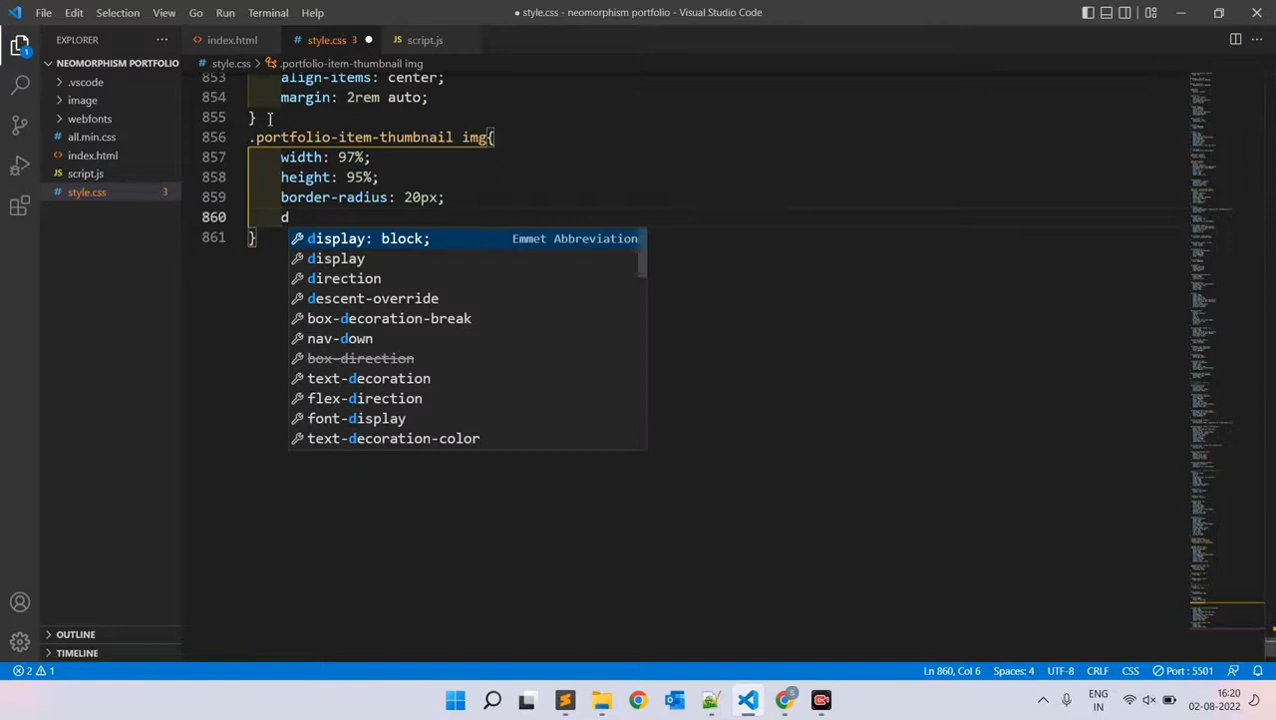 File Edit Selection View Go Run Terminal Help
style.css - neomorphism portfolio - Visual Studio Code
EXPLORER
index.html
style.css 3
script.js
NEOMORPHISM PORTFOLIO
style.css > .portfolio-item-thumbnail img
.vscode
image
webfonts
all.min.css
index.html
script.js
style.css 3
853 align-items: center;
854 margin: 2rem auto;
855 }
856 .portfolio-item-thumbnail img{
857 width: 97%;
858 height: 95%;
859 border-radius: 20px;
860 d
861 }
display: block; Emmet Abbreviation
display
direction
descent-override
box-decoration-break
nav-down
box-direction
text-decoration
flex-direction
font-display
text-decoration-color
OUTLINE
TIMELINE
2 1
Ln 860, Col 6 Spaces: 4 UTF-8 CRLF CSS Port : 5501
ENG
IN
16:20
02-08-2022